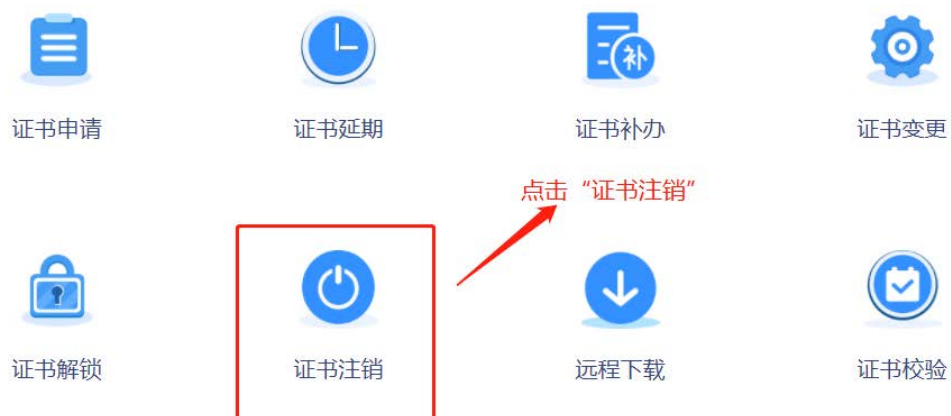 补
证书申请
证书延期
证书补办
证书变更
点击“证书注销”
证书解锁
证书注销
远程下载
证书校验